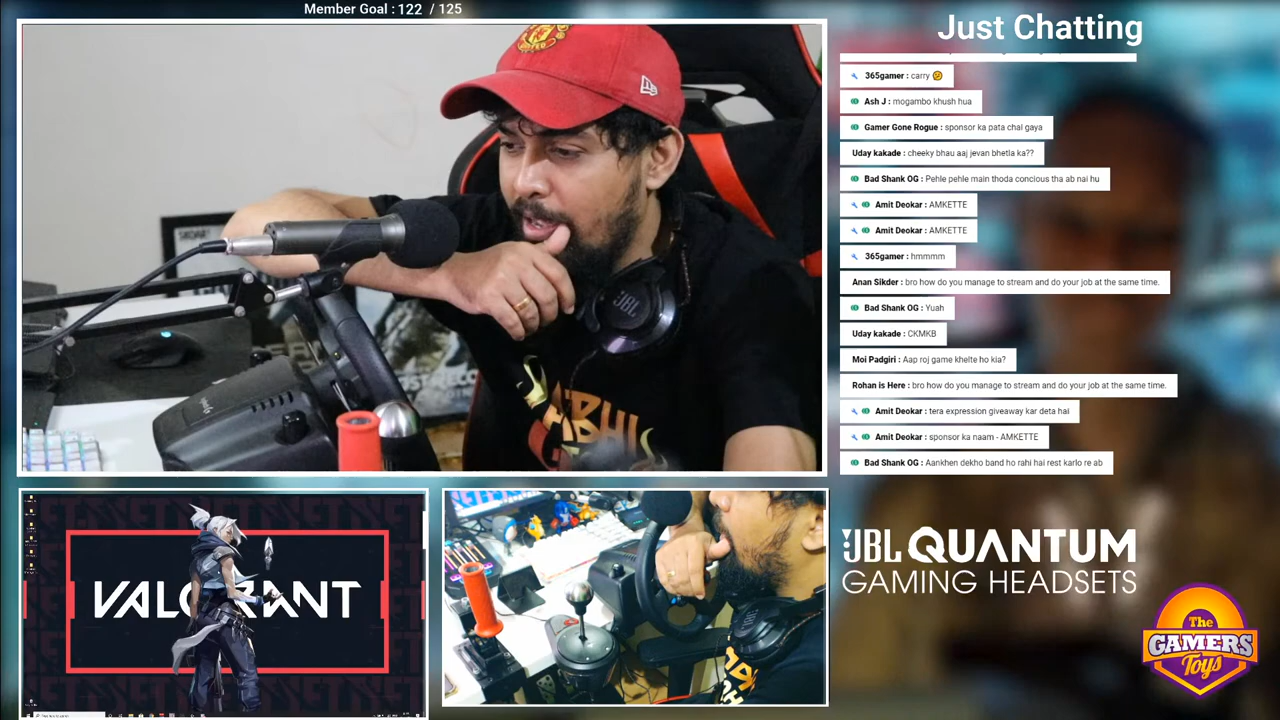 Member Goal : 122 / 125
Just Chatting
365gamer : carry 😕
Ash J : mogambo khush hua
Gamer Gone Rogue : sponsor ka pata chal gaya
Uday kakade : cheeky bhau aaj jevan bhetla ka??
Bad Shank OG : Pehle pehle main thoda concious tha ab nai hu
Amit Deokar : AMKETTE
Amit Deokar : AMKETTE
365gamer : hmmmm
Anan Sikder : bro how do you manage to stream and do your job at the same time.
Bad Shank OG : Yuah
Uday kakade : CKMKB
Moi Padgiri : Aap roj game khelte ho kia?
Rohan is Here : bro how do you manage to stream and do your job at the same time.
Amit Deokar : tera expression giveaway kar deta hai
Amit Deokar : sponsor ka naam - AMKETTE
Bad Shank OG : Aankhen dekho band ho rahi hai rest karlo re ab
JBL
VALORANT
JBL QUANTUM
GAMING HEADSETS
The
GAMERS
Toys